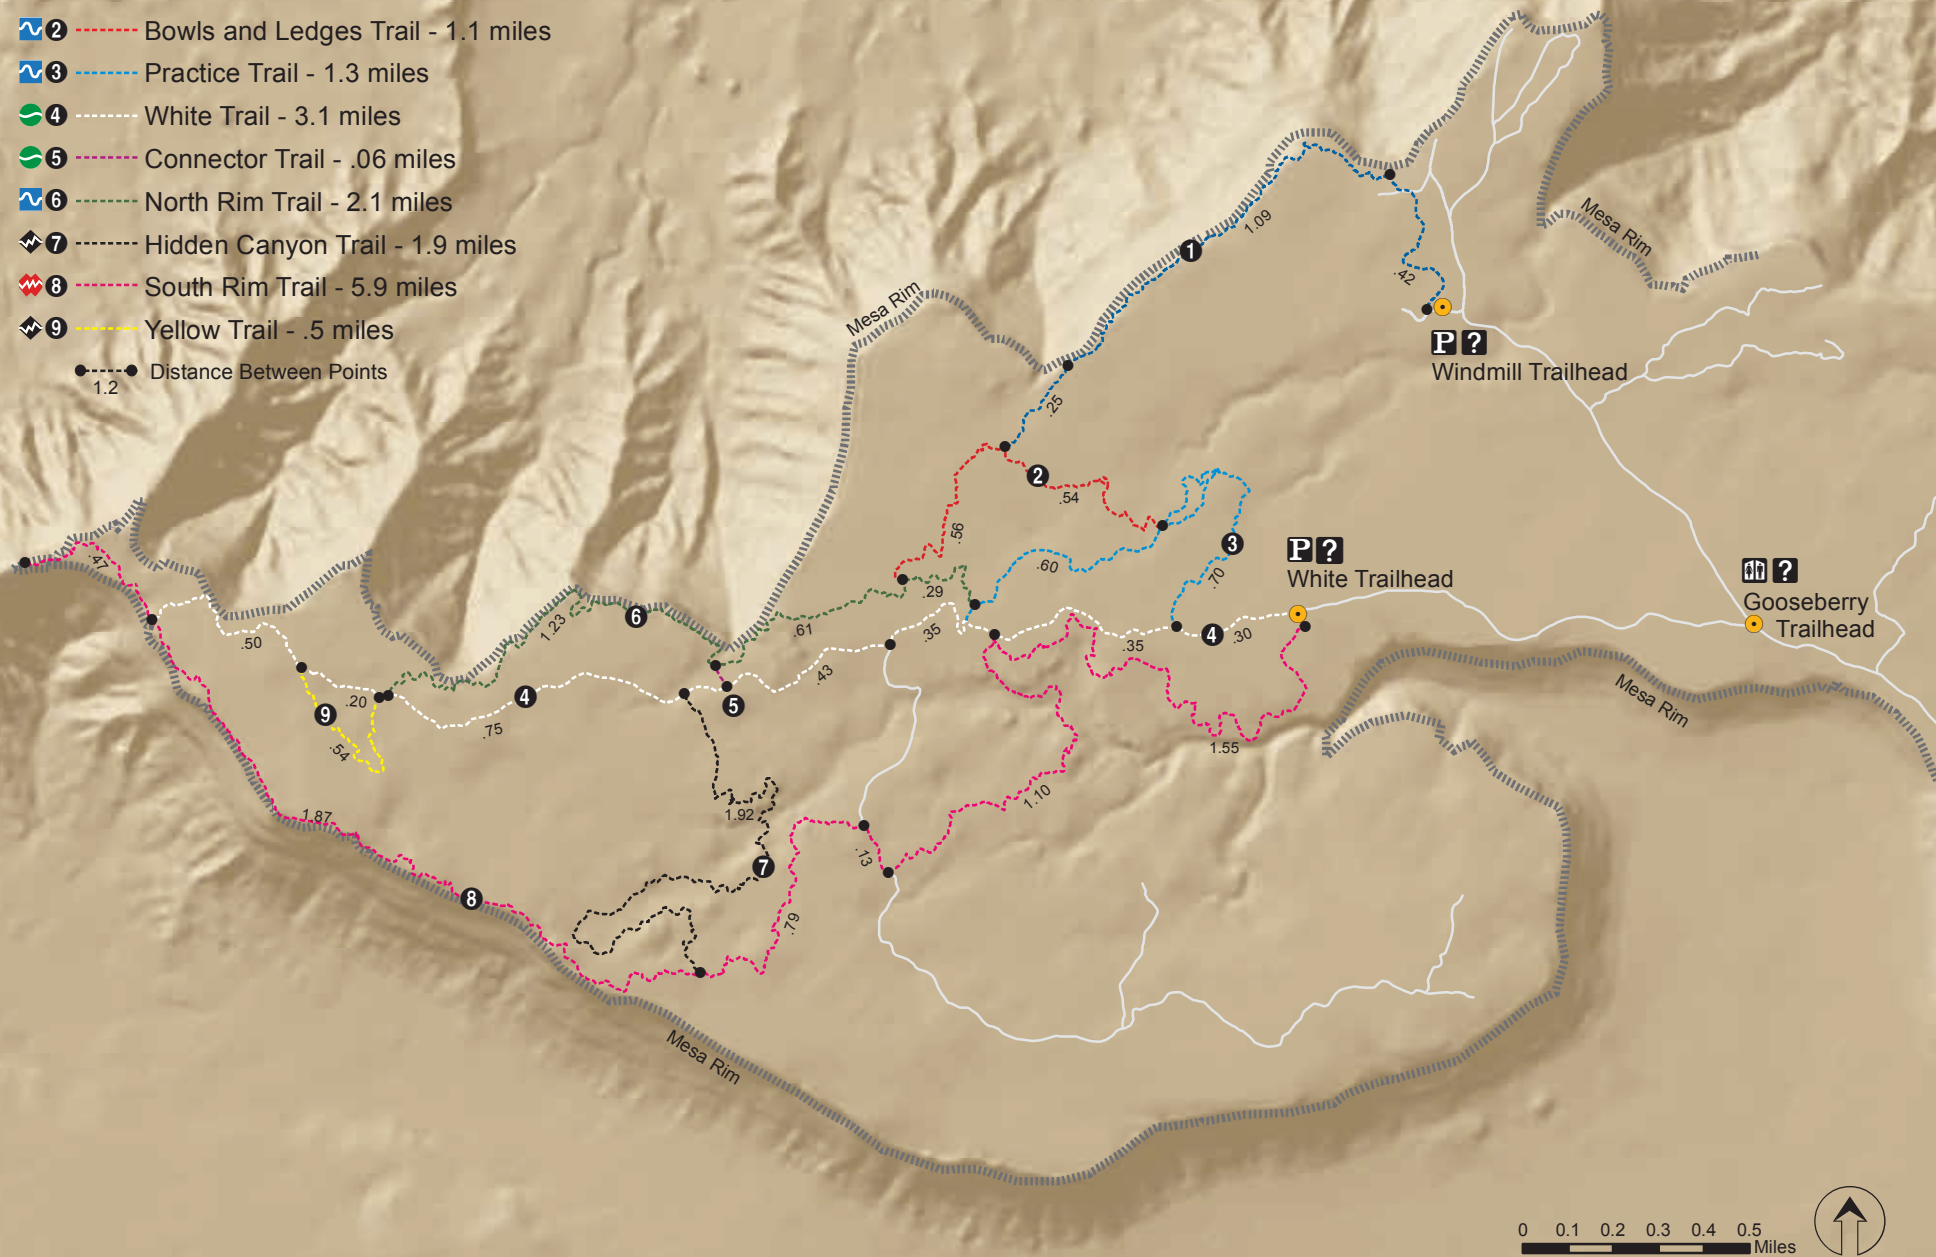 2 Bowls and Ledges Trail - 1.1 miles
3 Practice Trail - 1.3 miles
4 White Trail - 3.1 miles
5 Connector Trail - .06 miles
6 North Rim Trail - 2.1 miles
7 Hidden Canyon Trail - 1.9 miles
8 South Rim Trail - 5.9 miles
9 Yellow Trail - .5 miles
1.2 Distance Between Points
Mesa Rim
1.09
1
.42
P ?
Windmill Trailhead
Mesa Rim
.25
2
.54
.56
3
.60
.70
P ?
White Trailhead
?
Gooseberry
Trailhead
.47
.50
1.23
6
.61
.29
.35
.35
4
.30
.20
9
.54
4
.75
5
.43
Mesa Rim
1.55
1.87
1.92
1.10
7
.13
8
.79
Mesa Rim
0 0.1 0.2 0.3 0.4 0.5
Miles